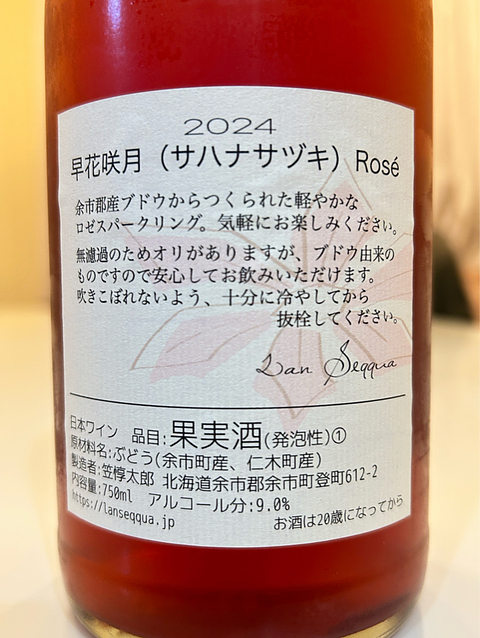 2024
早花咲月（サハナサヅキ）Rosé
余市郡産ブドウからつくられた軽やかな
ロゼスパークリング。気軽にお楽しみください。
無濾過のためオリがありますが、ブドウ由来の
ものですので安心してお飲みいただけます。
吹きこぼれないよう、十分に冷やしてから
抜栓してください。
Lan Seqqua
日本ワイン 品目:果実酒(発泡性)①
原材料名:ぶどう(余市町産、仁木町産)
製造者:笠惇太郎 北海道余市郡余市町登町612-2
内容量:750ml アルコール分:9.0%
https://lanseqqua.jp お酒は20歳になってから